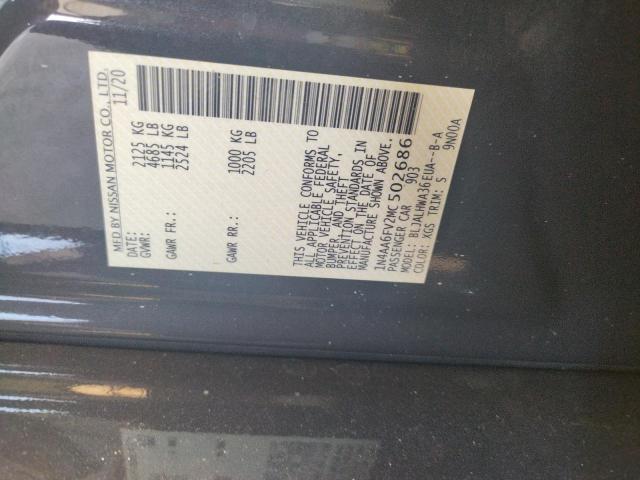 MFD BY NISSAN MOTOR CO., LTD.
DATE: 11/20
GVWR: 2125 KG
4685 LB
GAWR FR.: 1145 KG
2524 LB
GAWR RR.: 1000 KG
2205 LB
THIS VEHICLE CONFORMS TO
ALL APPLICABLE FEDERAL
MOTOR VEHICLE SAFETY,
BUMPER, AND THEFT
PREVENTION STANDARDS IN
EFFECT ON THE DATE OF
MANUFACTURE SHOWN ABOVE.
1N4AA6FV2MC502686
PASSENGER CAR 903
MODEL: BLJALHWA36EUA--B-A
COLOR: KGS TRIM: S 9N00A